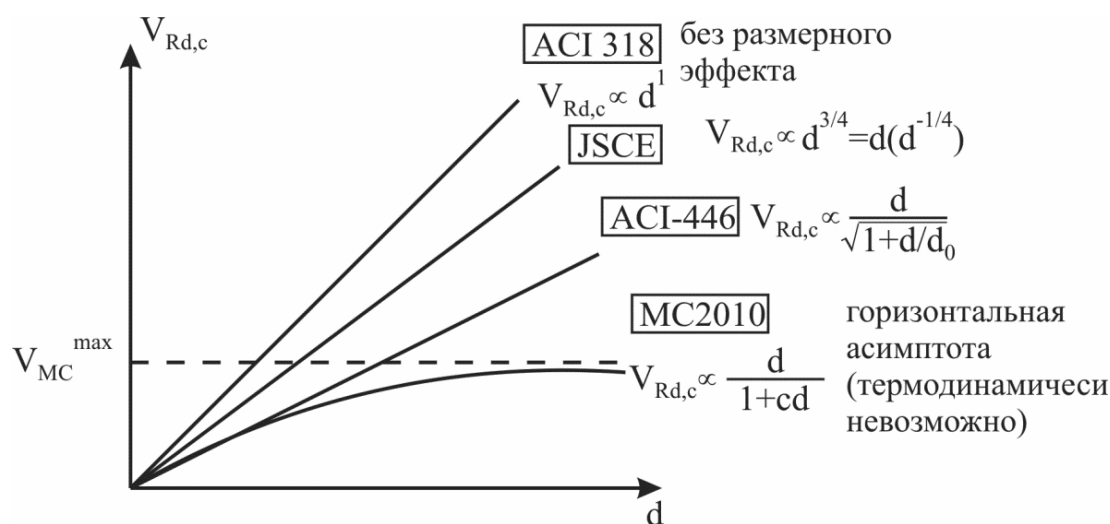 V_Rd,c
ACI 318 без размерного
эффекта
V_Rd,c ∝ d^1
JSCE V_Rd,c ∝ d^3/4=d(d^-1/4)
ACI-446 V_Rd,c ∝ d/√1+d/d_0
MC2010 горизонтальная
асимптота
V_MC^max
V_Rd,c ∝ d/1+cd
(термодинамичеси
невозможно)
d